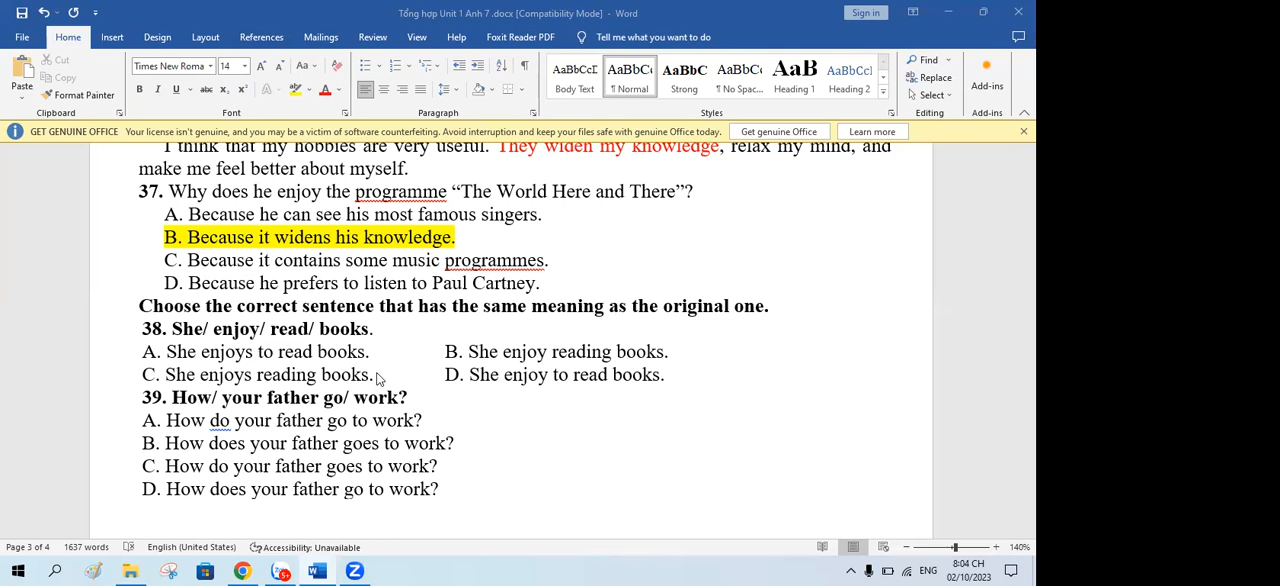 Tổng hợp Unit 1 Anh 7 .docx [Compatibility Mode] - Word
Sign in
File Home Insert Design Layout References Mailings Review View Help Foxit Reader PDF Tell me what you want to do
Paste
Cut
Copy
Format Painter
Clipboard
Times New Roma 14
Font
Paragraph
AaBbCcD AaBbCc AaBbC AaBbCc AaB AaBbCc
Body Text ¶ Normal Strong ¶ No Spac... Heading 1 Heading 2
Styles
Find
Replace
Select
Editing
Add-ins
Add-ins
GET GENUINE OFFICE Your license isn't genuine, and you may be a victim of software counterfeiting. Avoid interruption and keep your files safe with genuine Office today. Get genuine Office Learn more
I think that my hobbies are very useful. They widen my knowledge, relax my mind, and
make me feel better about myself.
37. Why does he enjoy the programme “The World Here and There”?
A. Because he can see his most famous singers.
B. Because it widens his knowledge.
C. Because it contains some music programmes.
D. Because he prefers to listen to Paul Cartney.
Choose the correct sentence that has the same meaning as the original one.
38. She/ enjoy/ read/ books.
A. She enjoys to read books. B. She enjoy reading books.
C. She enjoys reading books. D. She enjoy to read books.
39. How/ your father go/ work?
A. How do your father go to work?
B. How does your father goes to work?
C. How do your father goes to work?
D. How does your father go to work?
Page 3 of 4 1637 words English (United States) Accessibility: Unavailable 140%
ENG 8:04 CH
02/10/2023